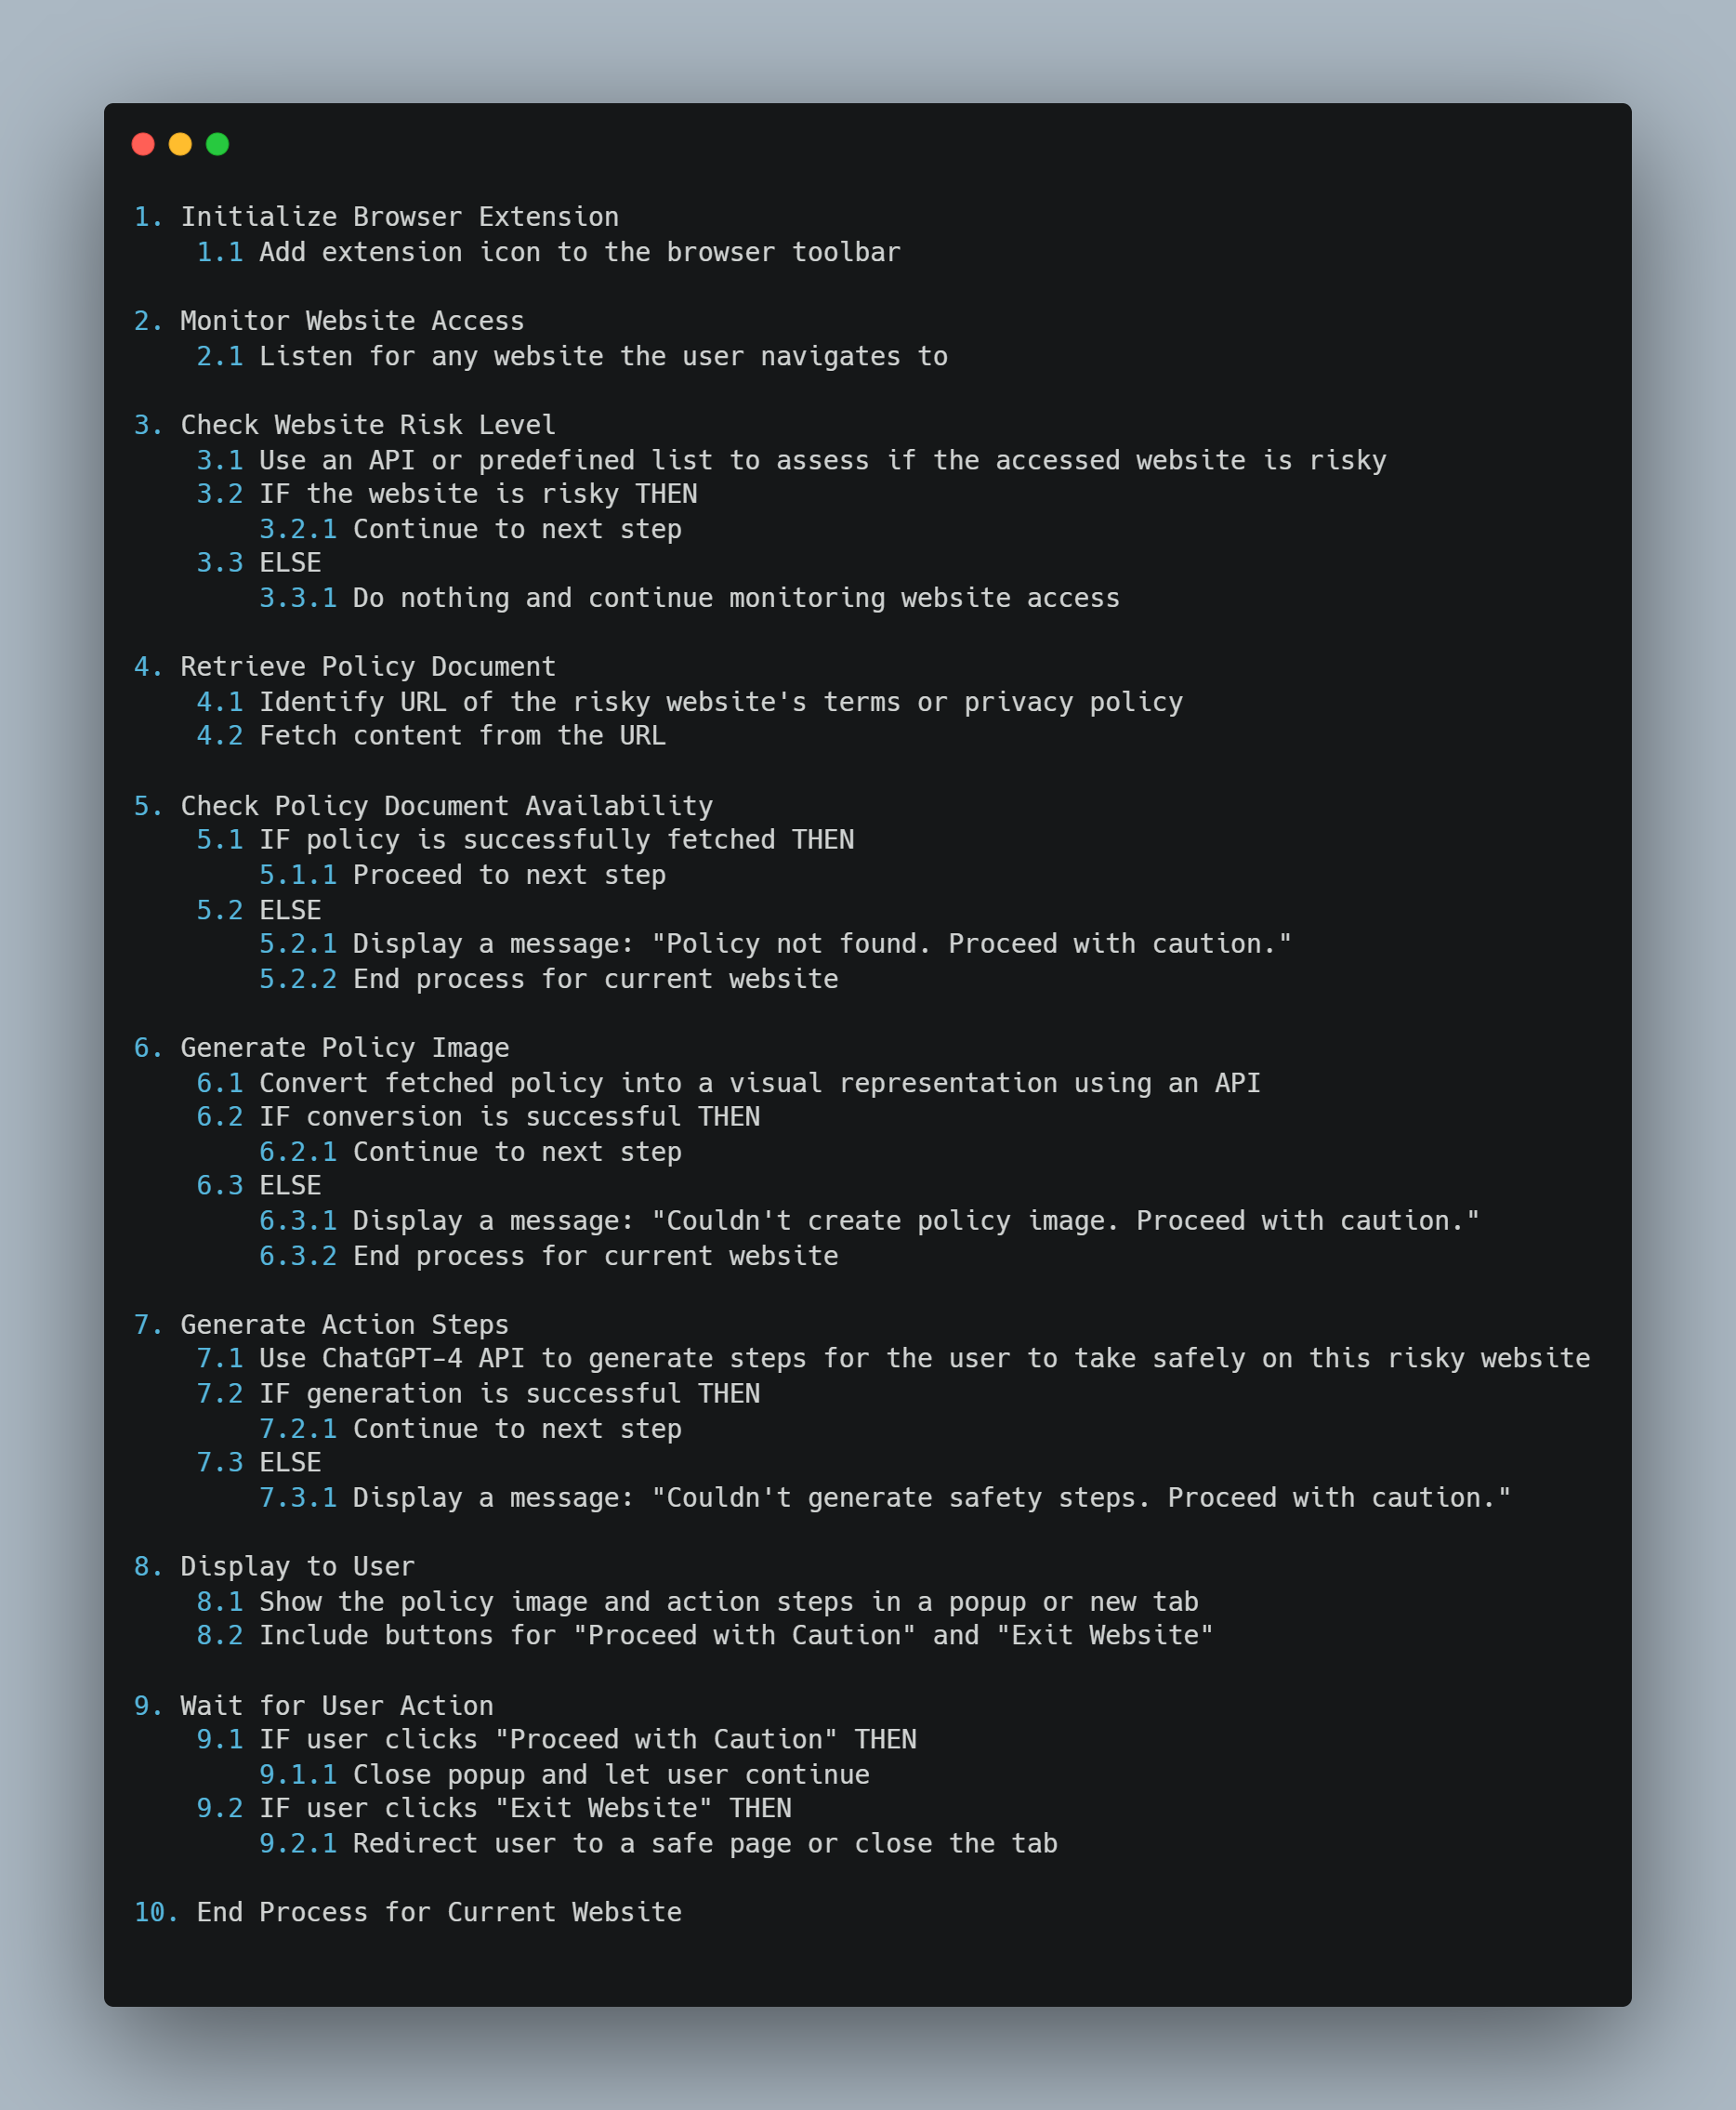 1. Initialize Browser Extension
1.1 Add extension icon to the browser toolbar
2. Monitor Website Access
2.1 Listen for any website the user navigates to
3. Check Website Risk Level
3.1 Use an API or predefined list to assess if the accessed website is risky
3.2 IF the website is risky THEN
3.2.1 Continue to next step
3.3 ELSE
3.3.1 Do nothing and continue monitoring website access
4. Retrieve Policy Document
4.1 Identify URL of the risky website's terms or privacy policy
4.2 Fetch content from the URL
5. Check Policy Document Availability
5.1 IF policy is successfully fetched THEN
5.1.1 Proceed to next step
5.2 ELSE
5.2.1 Display a message: "Policy not found. Proceed with caution."
5.2.2 End process for current website
6. Generate Policy Image
6.1 Convert fetched policy into a visual representation using an API
6.2 IF conversion is successful THEN
6.2.1 Continue to next step
6.3 ELSE
6.3.1 Display a message: "Couldn't create policy image. Proceed with caution."
6.3.2 End process for current website
7. Generate Action Steps
7.1 Use ChatGPT-4 API to generate steps for the user to take safely on this risky website
7.2 IF generation is successful THEN
7.2.1 Continue to next step
7.3 ELSE
7.3.1 Display a message: "Couldn't generate safety steps. Proceed with caution."
8. Display to User
8.1 Show the policy image and action steps in a popup or new tab
8.2 Include buttons for "Proceed with Caution" and "Exit Website"
9. Wait for User Action
9.1 IF user clicks "Proceed with Caution" THEN
9.1.1 Close popup and let user continue
9.2 IF user clicks "Exit Website" THEN
9.2.1 Redirect user to a safe page or close the tab
10. End Process for Current Website